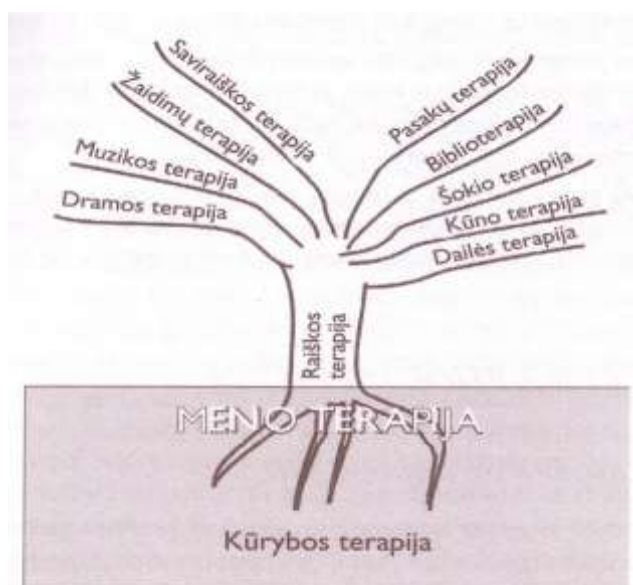 Saviraiškos terapija
Žaidimų terapija
Muzikos terapija
Dramos terapija
Pasakų terapija
Biblioterapija
Šokio terapija
Kūno terapija
Dailės terapija
Raiškos
terapija
MENO TERAPIJA
Kūrybos terapija